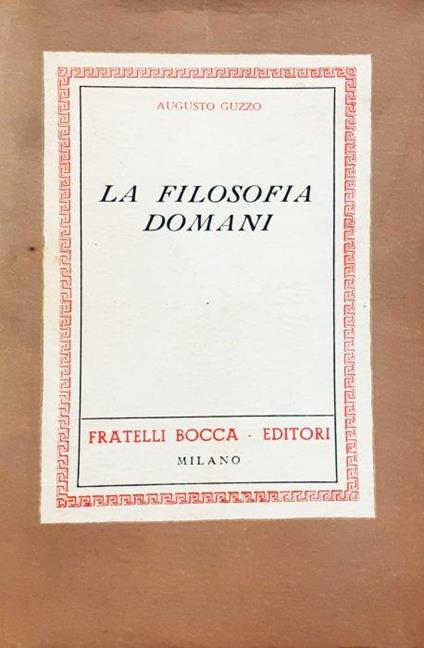 AUGUSTO GUZZO
LA FILOSOFIA
DOMANI
FRATELLI BOCCA - EDITORI
MILANO